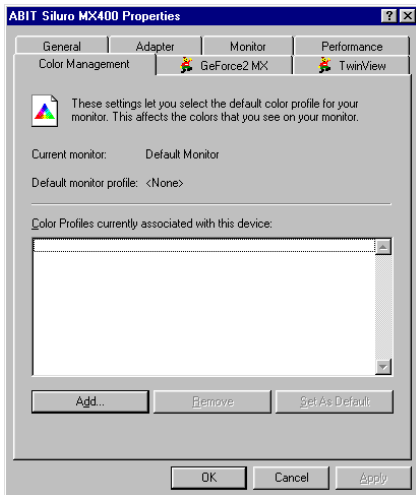 ABIT Siluro MX400 Properties
General Adapter Monitor Performance
Color Management GeForce2 MX TwinView
These settings let you select the default color profile for your
monitor. This affects the colors that you see on your monitor.
Current monitor: Default Monitor
Default monitor profile: <None>
Color Profiles currently associated with this device:
Add... Remove Set As Default
OK Cancel Apply